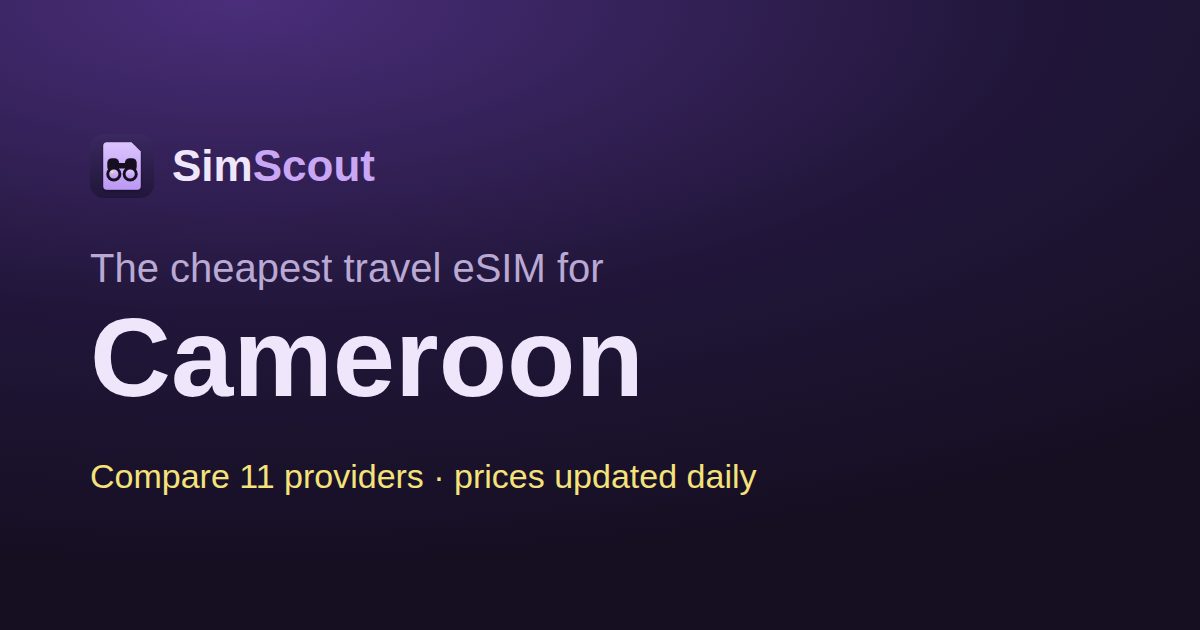 SimScout
The cheapest travel eSIM for
Cameroon
Compare 11 providers · prices updated daily